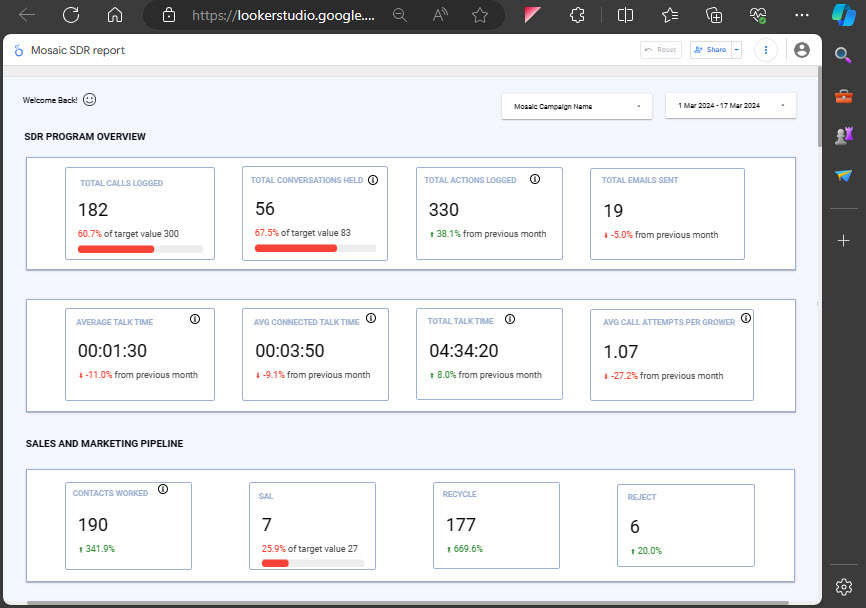 https://lookerstudio.google....
Mosaic SDR report
Reset
Share
Welcome Back!
Mosaic Campaign Name
1 Mar 2024 - 17 Mar 2024
SDR PROGRAM OVERVIEW
TOTAL CALLS LOGGED
182
60.7% of target value 300
TOTAL CONVERSATIONS HELD
56
67.5% of target value 83
TOTAL ACTIONS LOGGED
330
38.1% from previous month
TOTAL EMAILS SENT
19
-5.0% from previous month
AVERAGE TALK TIME
00:01:30
-11.0% from previous month
AVG CONNECTED TALK TIME
00:03:50
-9.1% from previous month
TOTAL TALK TIME
04:34:20
8.0% from previous month
AVG CALL ATTEMPTS PER GROWER
1.07
-27.2% from previous month
SALES AND MARKETING PIPELINE
CONTACTS WORKED
190
341.9%
SAL
7
25.9% of target value 27
RECYCLE
177
669.6%
REJECT
6
20.0%